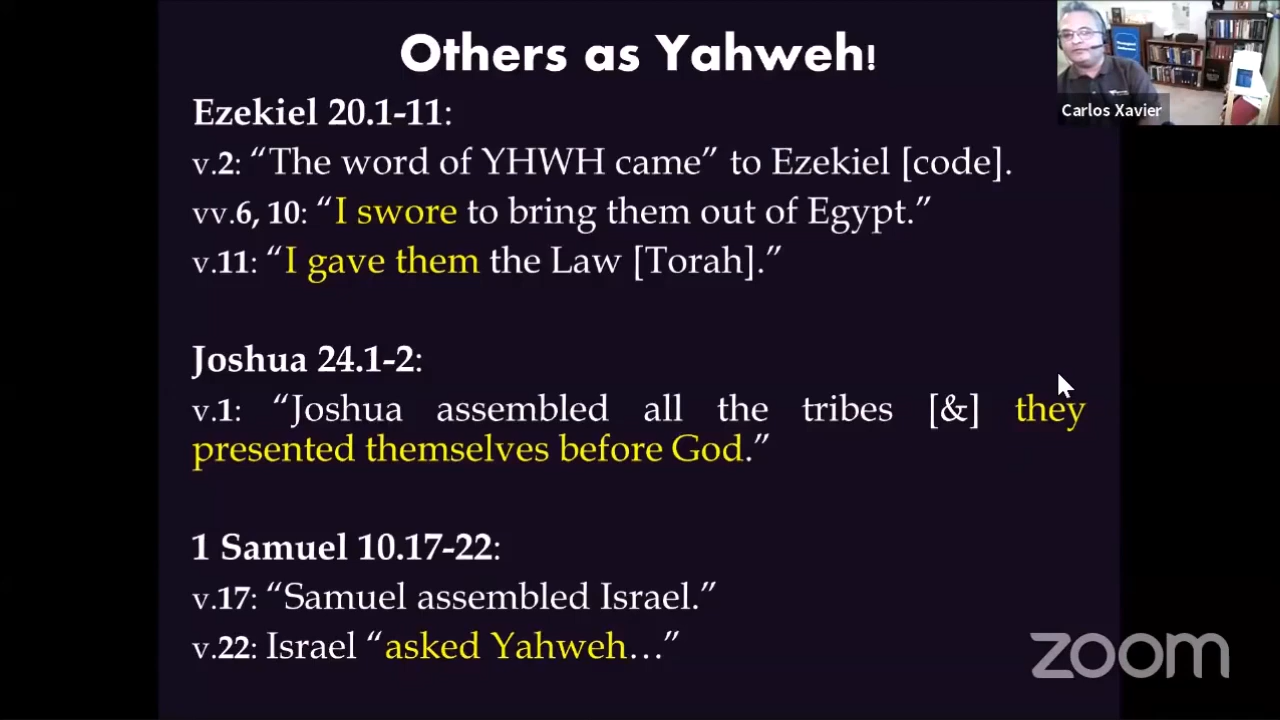 Others as Yahweh!
Carlos Xavier
Ezekiel 20.1-11:
v.2: “The word of YHWH came” to Ezekiel [code].
vv.6, 10: “I swore to bring them out of Egypt.”
v.11: “I gave them the Law [Torah].”
Joshua 24.1-2:
v.1: “Joshua assembled all the tribes [&] they
presented themselves before God.”
1 Samuel 10.17-22:
v.17: “Samuel assembled Israel.”
v.22: Israel “asked Yahweh…”
zoom